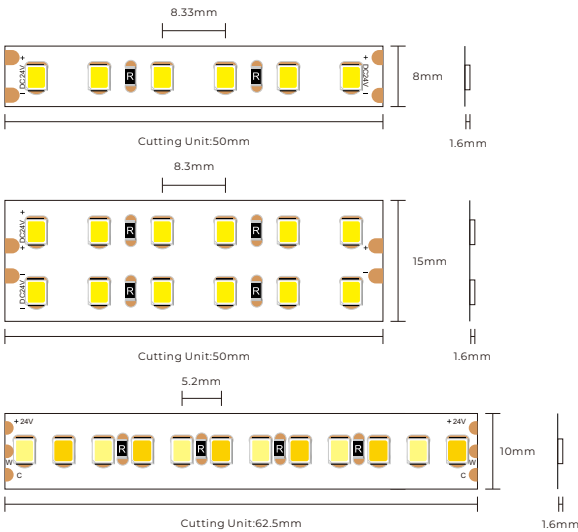 8.33mm
+ DC24V −
R
R
+ DC24V −
8mm
Cutting Unit:50mm
1.6mm
8.3mm
+ DC24V +
R
R
+
15mm
− DC24V −
R
R
−
Cutting Unit:50mm
1.6mm
5.2mm
+24V
+24V
R
R
R
R
10mm
W
W
C
C
Cutting Unit:62.5mm
1.6mm